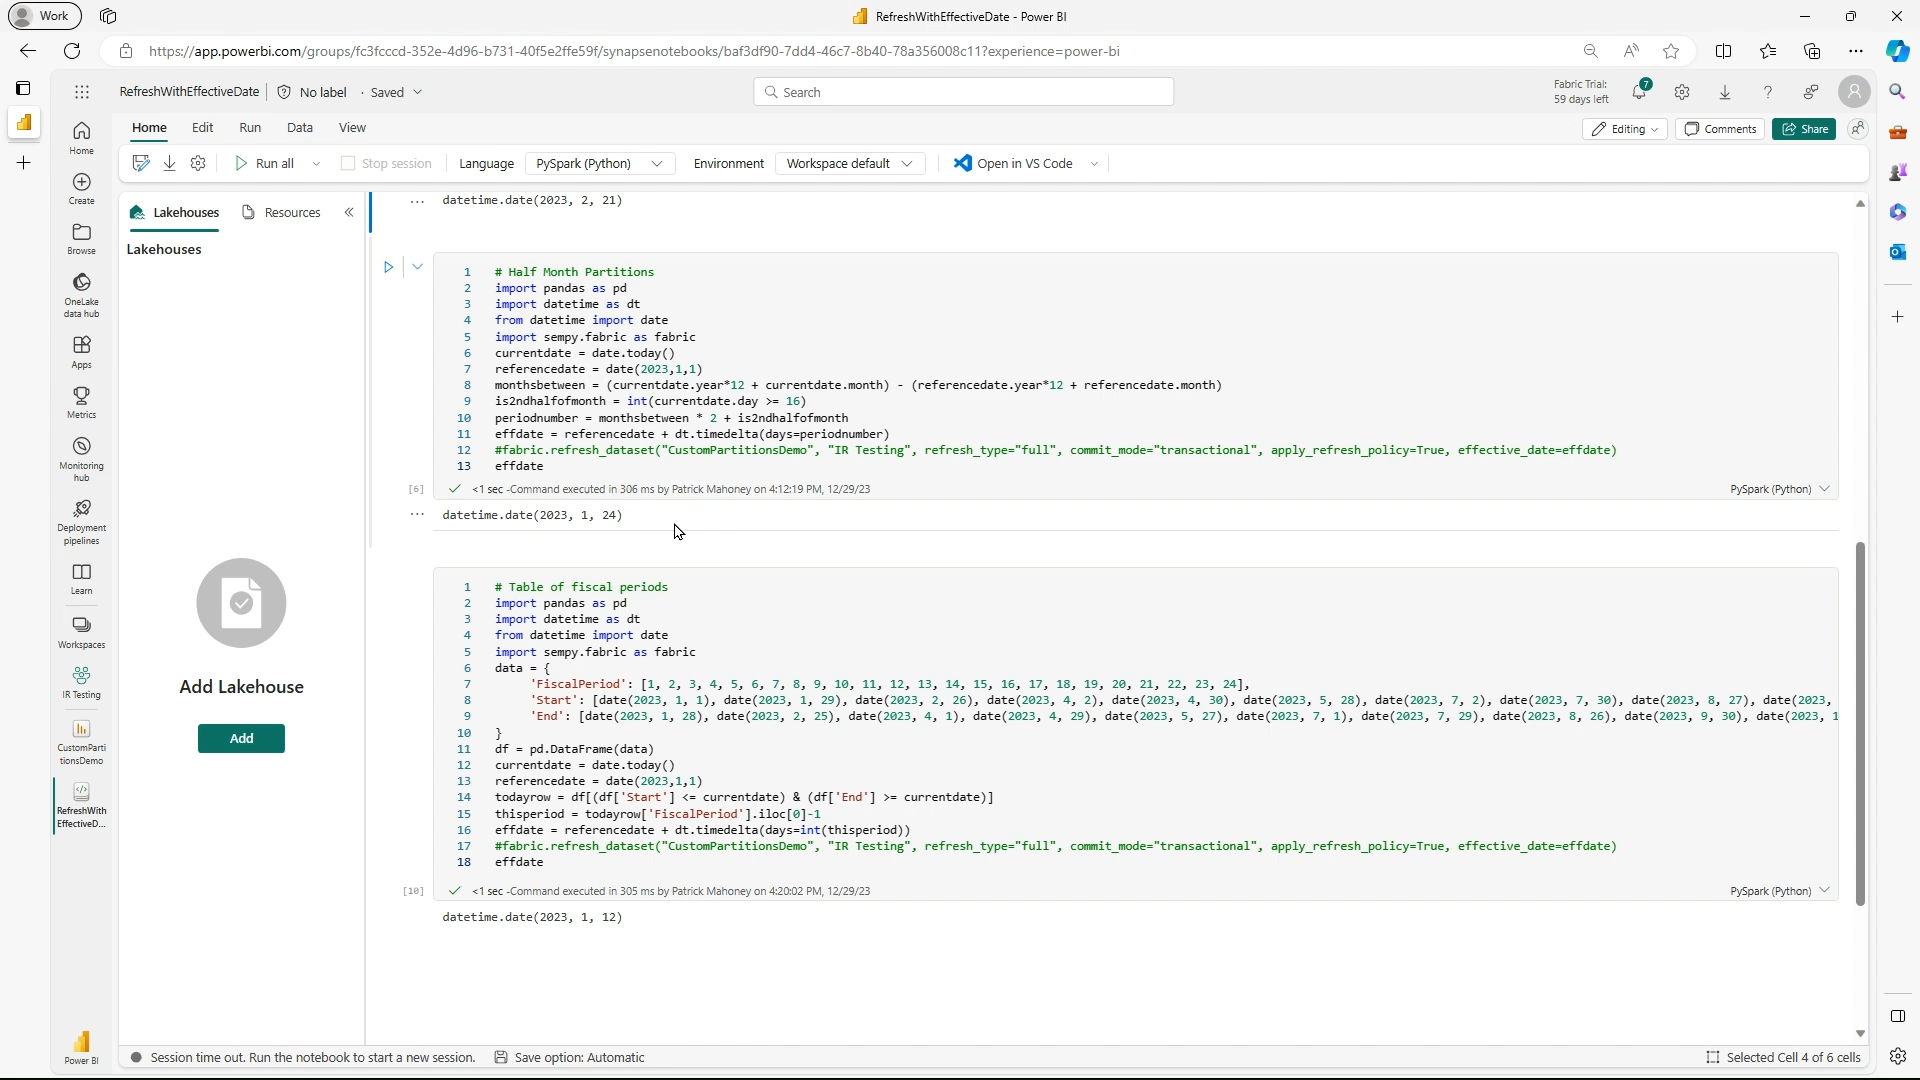 Work
RefreshWithEffectiveDate - Power BI
https://app.powerbi.com/groups/fc3fcccd-352e-4d96-b731-40f5e2ffe59f/synapsenotebooks/baf3df90-7dd4-46c7-8b40-78a356008c11?experience=power-bi
RefreshWithEffectiveDate
No label
· Saved
Search
Fabric Trial:
59 days left
7
Home Edit Run Data View
Editing
Comments
Share
Run all
Stop session
Language PySpark (Python)
Environment Workspace default
Open in VS Code
Home
Create
Browse
OneLake
data hub
Apps
Metrics
Monitoring
hub
Deployment
pipelines
Learn
Workspaces
IR Testing
CustomParti
tionsDemo
RefreshWith
EffectiveD...
Power BI
Lakehouses Resources
Lakehouses
Add Lakehouse
Add
... datetime.date(2023, 2, 21)
1 # Half Month Partitions
2 import pandas as pd
3 import datetime as dt
4 from datetime import date
5 import sempy.fabric as fabric
6 currentdate = date.today()
7 referencedate = date(2023,1,1)
8 monthsbetween = (currentdate.year*12 + currentdate.month) - (referencedate.year*12 + referencedate.month)
9 is2ndhalfofmonth = int(currentdate.day >= 16)
10 periodnumber = monthsbetween * 2 + is2ndhalfofmonth
11 effdate = referencedate + dt.timedelta(days=periodnumber)
12 #fabric.refresh_dataset("CustomPartitionsDemo", "IR Testing", refresh_type="full", commit_mode="transactional", apply_refresh_policy=True, effective_date=effdate)
13 effdate
[6] <1 sec -Command executed in 306 ms by Patrick Mahoney on 4:12:19 PM, 12/29/23 PySpark (Python)
... datetime.date(2023, 1, 24)
1 # Table of fiscal periods
2 import pandas as pd
3 import datetime as dt
4 from datetime import date
5 import sempy.fabric as fabric
6 data = {
7 'FiscalPeriod': [1, 2, 3, 4, 5, 6, 7, 8, 9, 10, 11, 12, 13, 14, 15, 16, 17, 18, 19, 20, 21, 22, 23, 24],
8 'Start': [date(2023, 1, 1), date(2023, 1, 29), date(2023, 2, 26), date(2023, 4, 2), date(2023, 4, 30), date(2023, 5, 28), date(2023, 7, 2), date(2023, 7, 30), date(2023, 8, 27), date(2023,
9 'End': [date(2023, 1, 28), date(2023, 2, 25), date(2023, 4, 1), date(2023, 4, 29), date(2023, 5, 27), date(2023, 7, 1), date(2023, 7, 29), date(2023, 8, 26), date(2023, 9, 30), date(2023, 1
10 }
11 df = pd.DataFrame(data)
12 currentdate = date.today()
13 referencedate = date(2023,1,1)
14 todayrow = df[(df['Start'] <= currentdate) & (df['End'] >= currentdate)]
15 thisperiod = todayrow['FiscalPeriod'].iloc[0]-1
16 effdate = referencedate + dt.timedelta(days=int(thisperiod))
17 #fabric.refresh_dataset("CustomPartitionsDemo", "IR Testing", refresh_type="full", commit_mode="transactional", apply_refresh_policy=True, effective_date=effdate)
18 effdate
[10] <1 sec -Command executed in 305 ms by Patrick Mahoney on 4:20:02 PM, 12/29/23 PySpark (Python)
datetime.date(2023, 1, 12)
Session time out. Run the notebook to start a new session.
Save option: Automatic
Selected Cell 4 of 6 cells